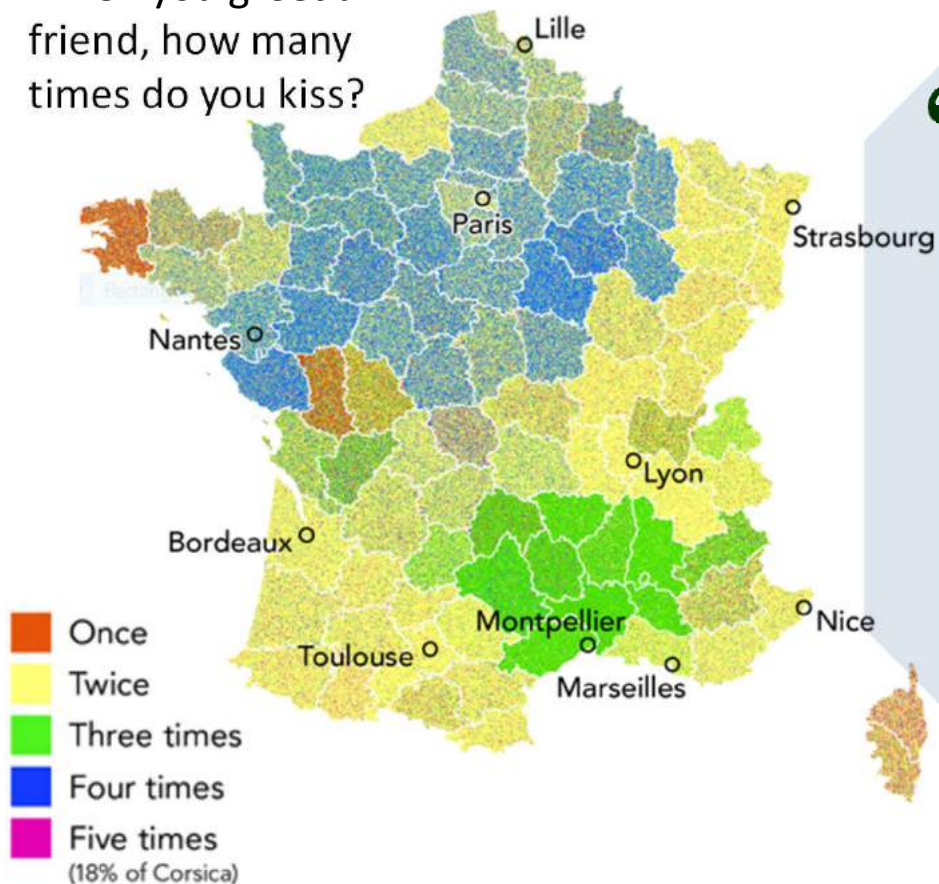 friend, how many
times do you kiss?
Lille
Paris
Strasbourg
Nantes
Lyon
Bordeaux
Montpellier
Nice
Toulouse
Marseilles
Once
Twice
Three times
Four times
Five times
(18% of Corsica)